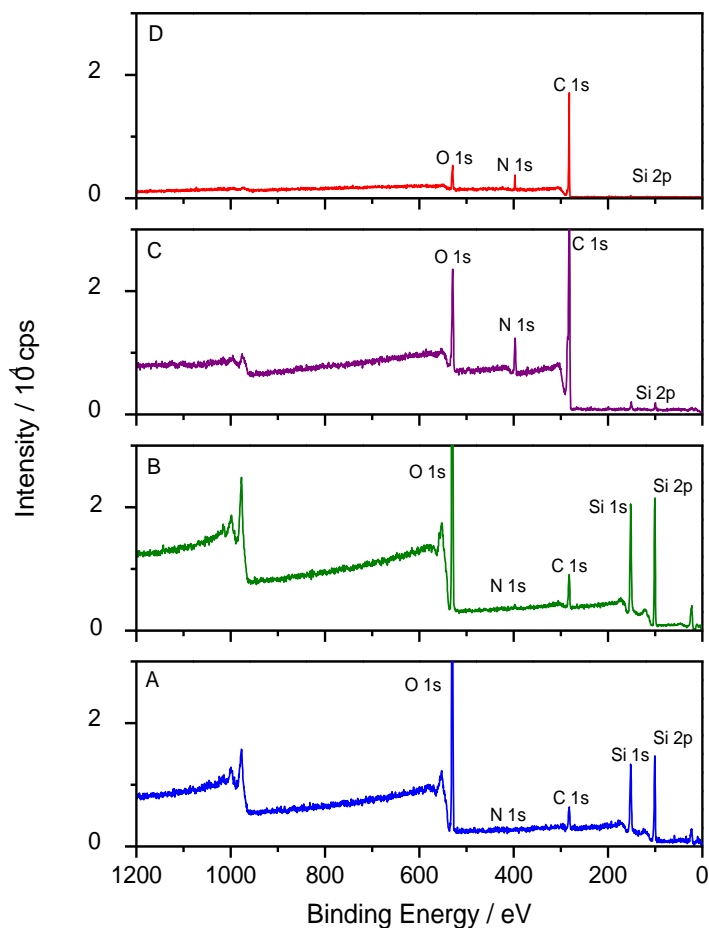 D
2
C 1s
O 1s
N 1s
Si 2p
0
C
C 1s
O 1s
2
N 1s
Si 2p
0
B
O 1s
2
Si 1s
Si 2p
C 1s
N 1s
0
A
O 1s
2
Si 1s
Si 2p
C 1s
N 1s
0
1200 1000 800 600 400 200 0
Binding Energy / eV
Intensity / 10^4 cps